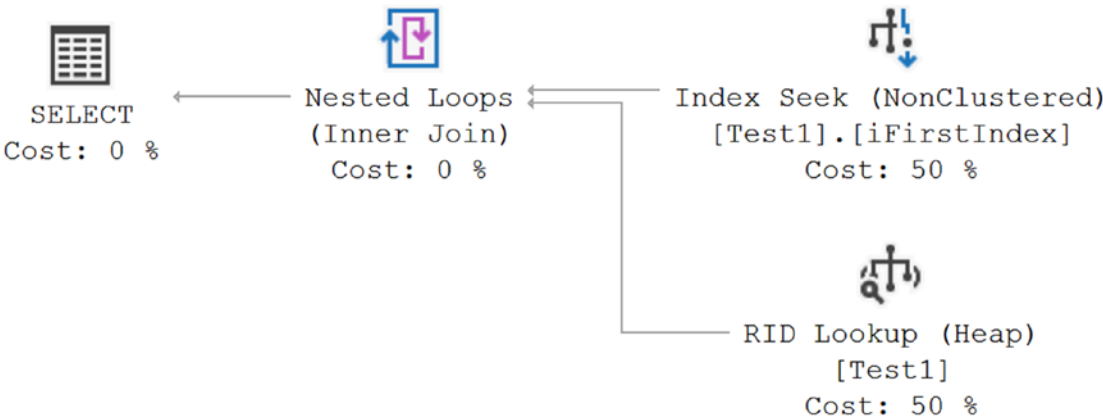 SELECT
Cost: 0 %
Nested Loops
(Inner Join)
Cost: 0 %
Index Seek (NonClustered)
[Test1].[iFirstIndex]
Cost: 50 %
RID Lookup (Heap)
[Test1]
Cost: 50 %